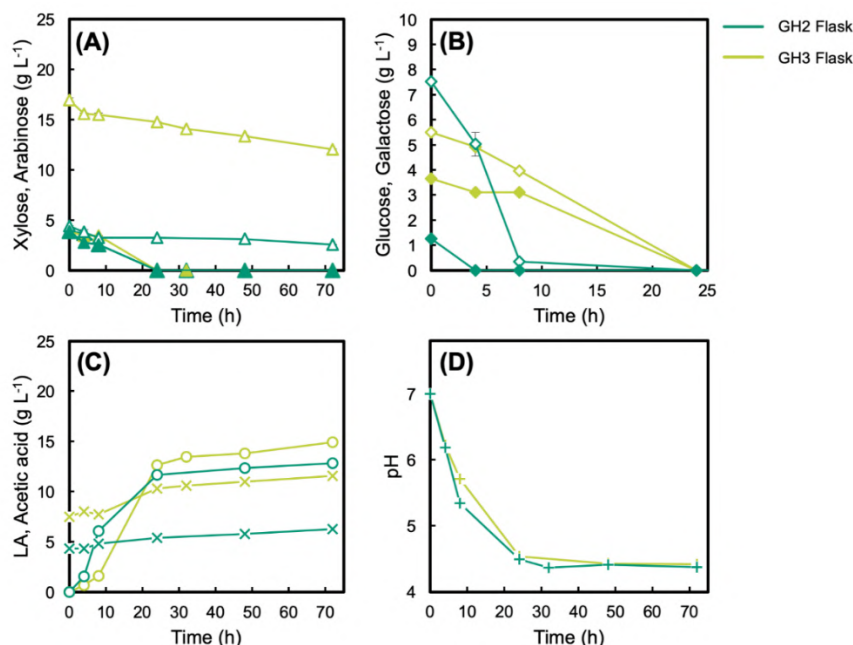 (A)
Xylose, Arabinose (g L-1)
25
20
15
10
5
0
0 10 20 30 40 50 60 70
Time (h)
(B)
Glucose, Galactose (g L-1)
10
9
8
7
6
5
4
3
2
1
0
0 5 10 15 20 25
Time (h)
GH2 Flask
GH3 Flask
(C)
LA, Acetic acid (g L-1)
25
20
15
10
5
0
0 10 20 30 40 50 60 70
Time (h)
(D)
pH
7
6
5
4
0 10 20 30 40 50 60 70
Time (h)